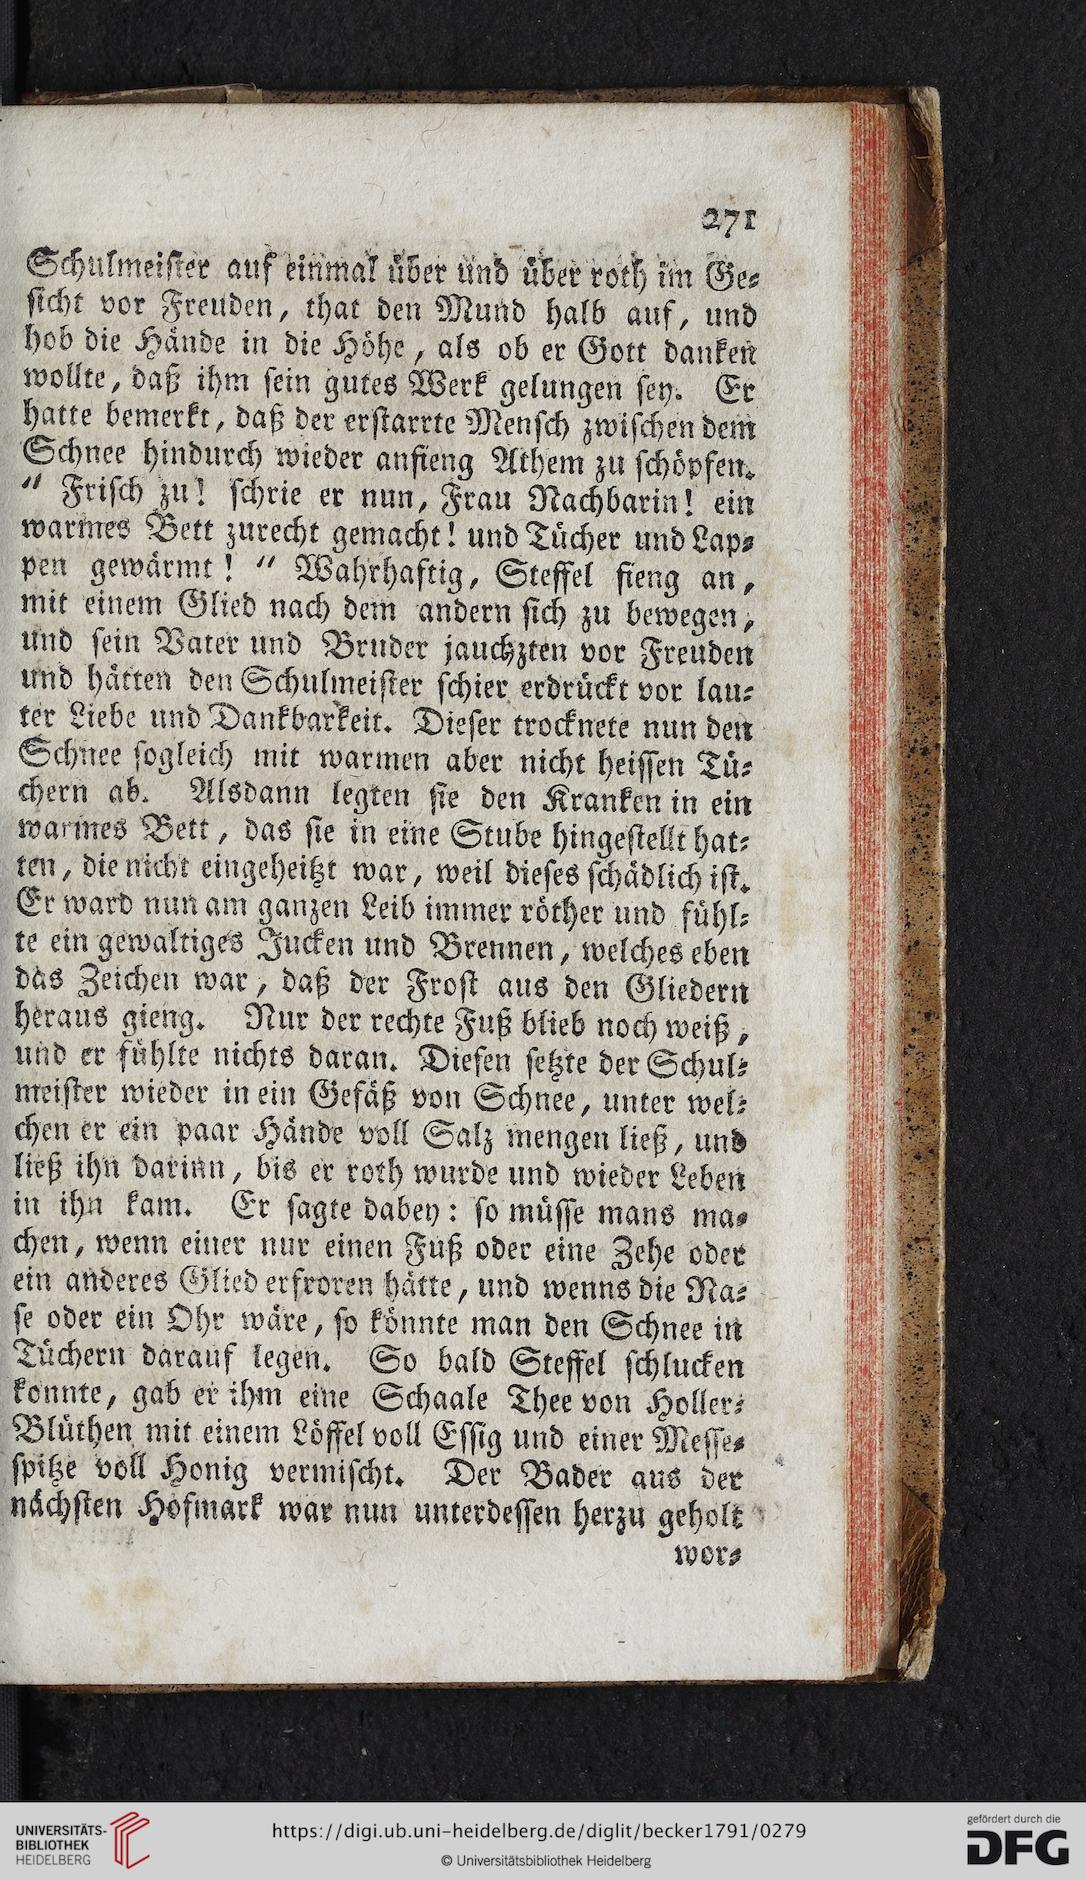 271
Schulmeister auf einmal über und über roth im Ge⸗
sicht vor Freuden, that den Mund halb auf, und
hob die Hände in die Höhe, als ob er Gott danken
wollte, daß ihm sein gutes Werk gelungen sey. Er
hatte bemerkt, daß der erstarrte Mensch zwischen dem
Schnee hindurch wieder anfieng Athem zu schöpfen.
" Frisch zu! schrie er nun, Frau Nachbarin! ein
warmes Bett zurecht gemacht! und Tücher und Lap⸗
pen gewärmt! " Wahrhaftig, Steffel fieng an,
mit einem Glied nach dem andern sich zu bewegen,
und sein Vater und Bruder jauchzten vor Freuden
und hätten den Schulmeister schier erdrückt vor lau⸗
ter Liebe und Dankbarkeit. Dieser trocknete nun den
Schnee sogleich mit warmen aber nicht heissen Tü⸗
chern ab. Alsdann legten sie den Kranken in ein
warmes Bett, das sie in eine Stube hingestellt hat⸗
ten, die nicht eingeheitzt war, weil dieses schädlich ist.
Er ward nun am ganzen Leib immer röther und fühl⸗
te ein gewaltiges Jucken und Brennen, welches eben
das Zeichen war, daß der Frost aus den Gliedern
heraus gieng. Nur der rechte Fuß blieb noch weiß,
und er fühlte nichts daran. Diesen setzte der Schul⸗
meister wieder in ein Gefäß von Schnee, unter wel⸗
chen er ein paar Hände voll Salz mengen ließ, und
ließ ihn darinn, bis er roth wurde und wieder Leben
in ihn kam. Er sagte dabey: so müsse mans ma⸗
chen, wenn einer nur einen Fuß oder eine Zehe oder
ein anderes Glied erfroren hätte, und wenns die Na⸗
se oder ein Ohr wäre, so könnte man den Schnee in
Tüchern darauf legen. So bald Steffel schlucken
konnte, gab er ihm eine Schaale Thee von Holler⸗
Blüthen mit einem Löffel voll Essig und einer Messe⸗
spitze voll Honig vermischt. Der Bader aus der
nächsten Hofmark war nun unterdessen herzu geholt
wor⸗
UNIVERSITÄTS-
BIBLIOTHEK
HEIDELBERG
https://digi.ub.uni-heidelberg.de/diglit/becker1791/0279
© Universitätsbibliothek Heidelberg
gefördert durch die
DFG